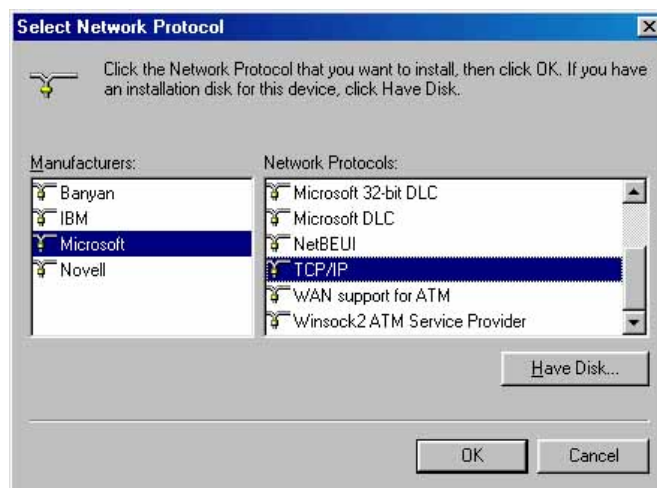 Select Network Protocol
Click the Network Protocol that you want to install, then click OK. If you have
an installation disk for this device, click Have Disk.
Manufacturers:
Banyan
IBM
Microsoft
Novell
Network Protocols:
Microsoft 32-bit DLC
Microsoft DLC
NetBEUI
TCP/IP
WAN support for ATM
Winsock2 ATM Service Provider
Have Disk...
OK
Cancel